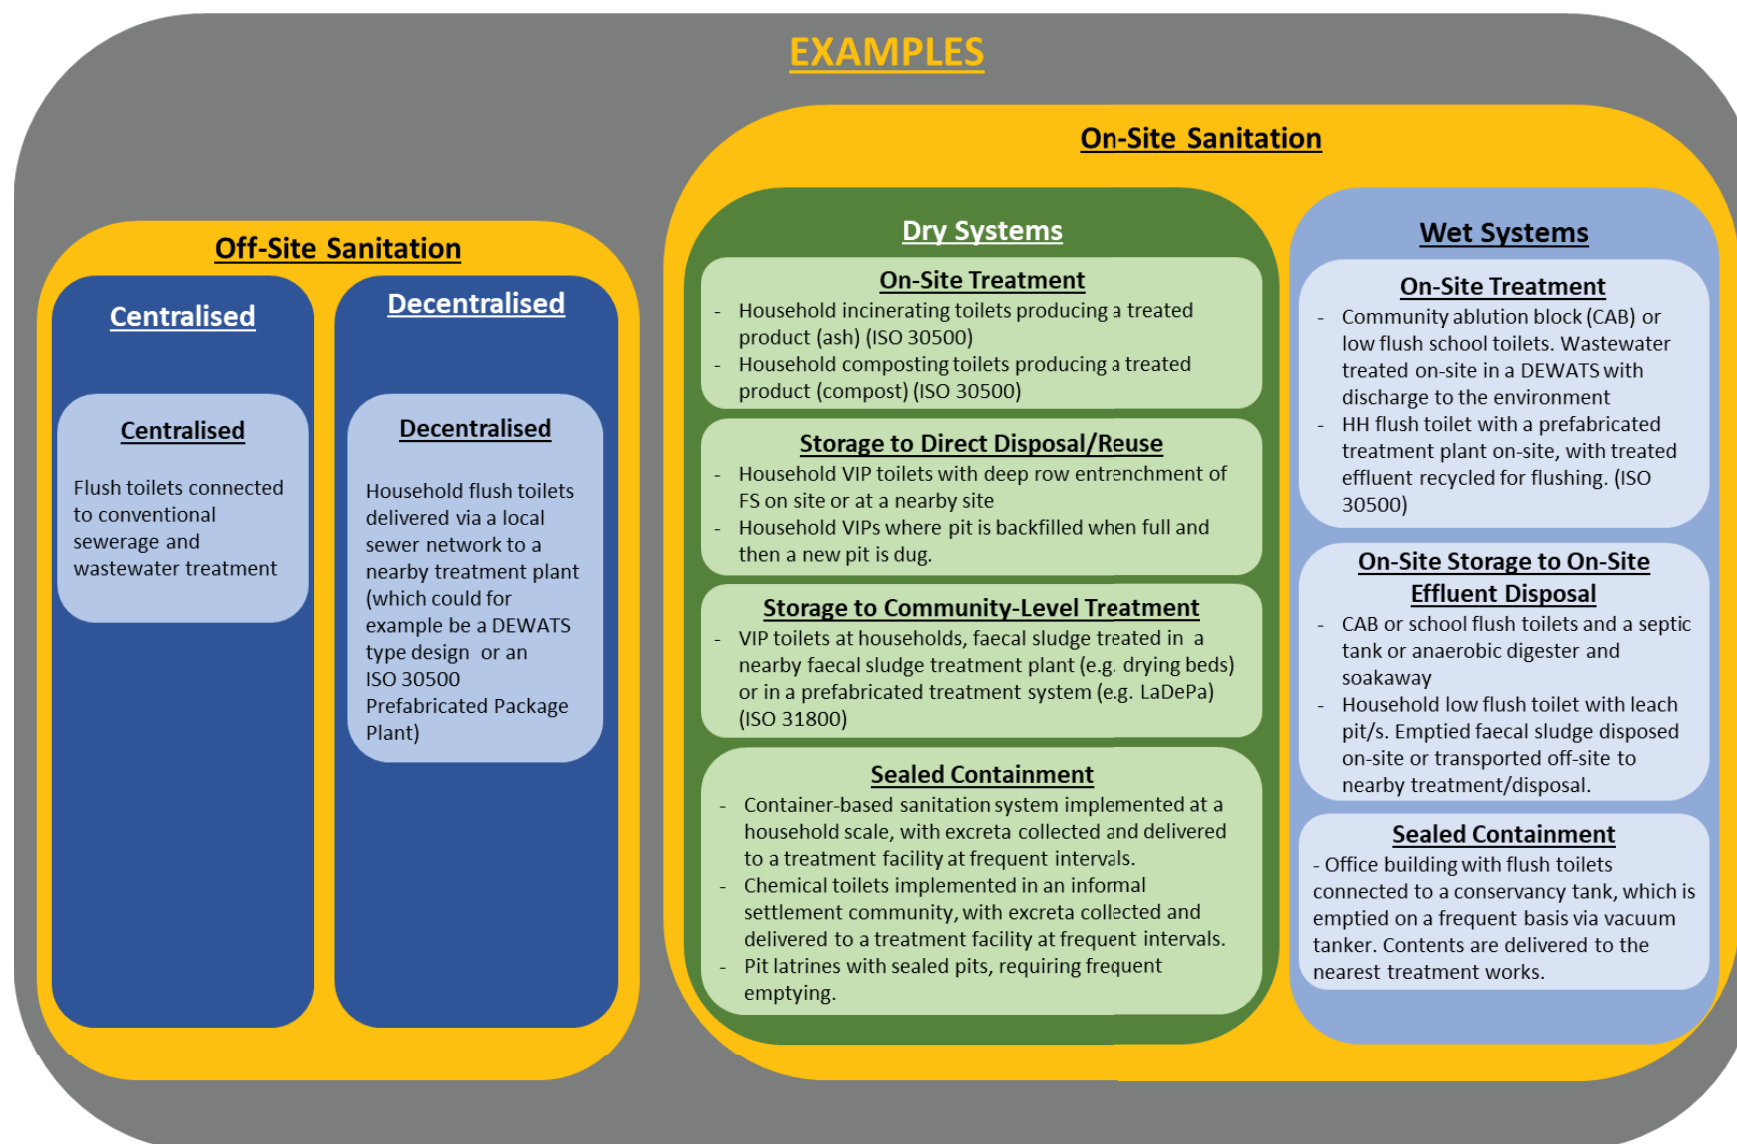 EXAMPLES
Off-Site Sanitation
Centralised
Centralised
Flush toilets connected
to conventional
sewerage and
wastewater treatment
Decentralised
Decentralised
Household flush toilets
delivered via a local
sewer network to a
nearby treatment plant
(which could for
example be a DEWATS
type design or an
ISO 30500
Prefabricated Package
Plant)
On-Site Sanitation
Dry Systems
On-Site Treatment
- Household incinerating toilets producing a treated
product (ash) (ISO 30500)
- Household composting toilets producing a treated
product (compost) (ISO 30500)
Storage to Direct Disposal/Reuse
- Household VIP toilets with deep row entrenchment of
FS on site or at a nearby site
- Household VIPs where pit is backfilled when full and
then a new pit is dug.
Storage to Community-Level Treatment
- VIP toilets at households, faecal sludge treated in a
nearby faecal sludge treatment plant (e.g. drying beds)
or in a prefabricated treatment system (e.g. LaDePa)
(ISO 31800)
Sealed Containment
- Container-based sanitation system implemented at a
household scale, with excreta collected and delivered
to a treatment facility at frequent intervals.
- Chemical toilets implemented in an informal
settlement community, with excreta collected and
delivered to a treatment facility at frequent intervals.
- Pit latrines with sealed pits, requiring frequent
emptying.
Wet Systems
On-Site Treatment
- Community ablution block (CAB) or
low flush school toilets. Wastewater
treated on-site in a DEWATS with
discharge to the environment
- HH flush toilet with a prefabricated
treatment plant on-site, with treated
effluent recycled for flushing. (ISO
30500)
On-Site Storage to On-Site
Effluent Disposal
- CAB or school flush toilets and a septic
tank or anaerobic digester and
soakaway
- Household low flush toilet with leach
pit/s. Emptied faecal sludge disposed
on-site or transported off-site to
nearby treatment/disposal.
Sealed Containment
- Office building with flush toilets
connected to a conservancy tank, which is
emptied on a frequent basis via vacuum
tanker. Contents are delivered to the
nearest treatment works.